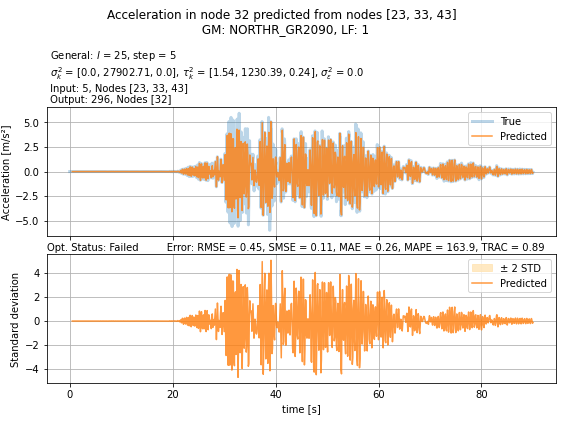 Acceleration in node 32 predicted from nodes [23, 33, 43]
GM: NORTHR_GR2090, LF: 1
General: l = 25, step = 5
σ²ₖ = [0.0, 27902.71, 0.0], τ²ₖ = [1.54, 1230.39, 0.24], σ²ₑ = 0.0
Input: 5, Nodes [23, 33, 43]
Output: 296, Nodes [32]
5.0
2.5
0.0
−2.5
−5.0
Acceleration [m/s²]
True
Predicted
Opt. Status: Failed Error: RMSE = 0.45, SMSE = 0.11, MAE = 0.26, MAPE = 163.9, TRAC = 0.89
4
2
0
−2
−4
Standard deviation
± 2 STD
Predicted
0 20 40 60 80
time [s]